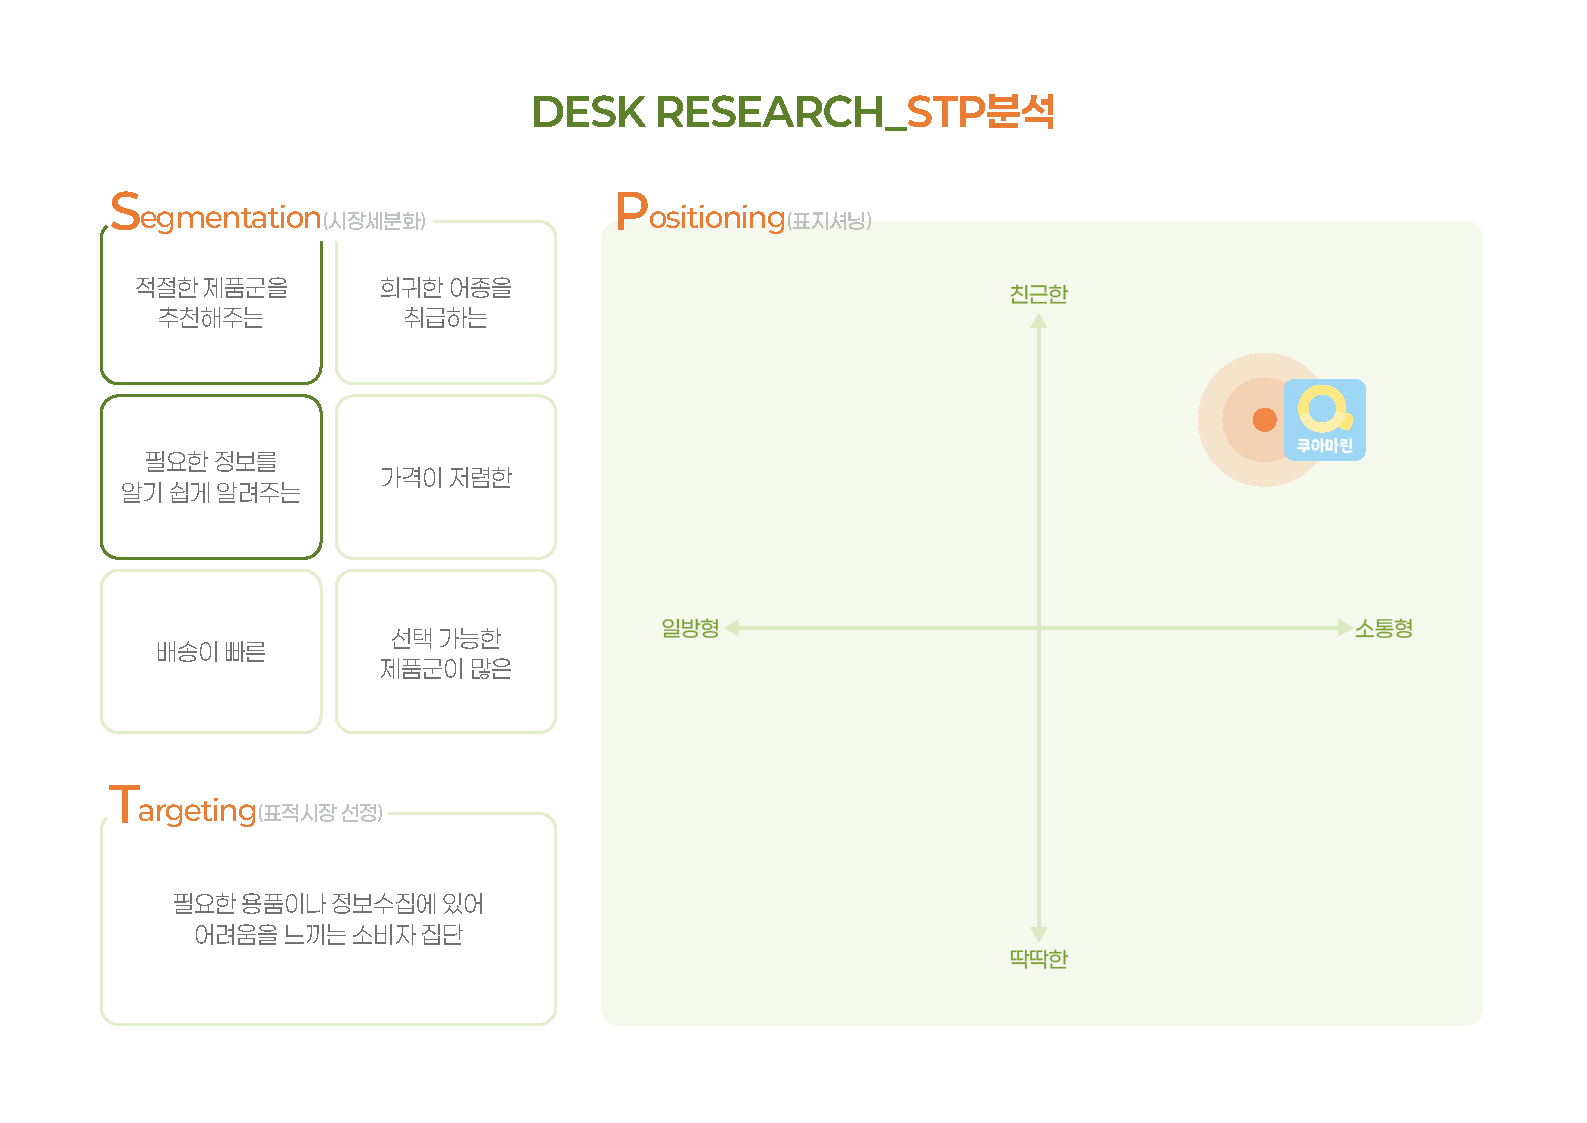 DESK RESEARCH_STP분석
Segmentation(시장세분화)
적절한 제품군을
추천해주는
희귀한 어종을
취급하는
필요한 정보를
알기 쉽게 알려주는
가격이 저렴한
배송이 빠른
선택 가능한
제품군이 많은
Targeting(표적시장 선정)
필요한 용품이나 정보수집에 있어
어려움을 느끼는 소비자 집단
Positioning(표지셔닝)
친근한
쿠아마린
일방형
소통형
딱딱한